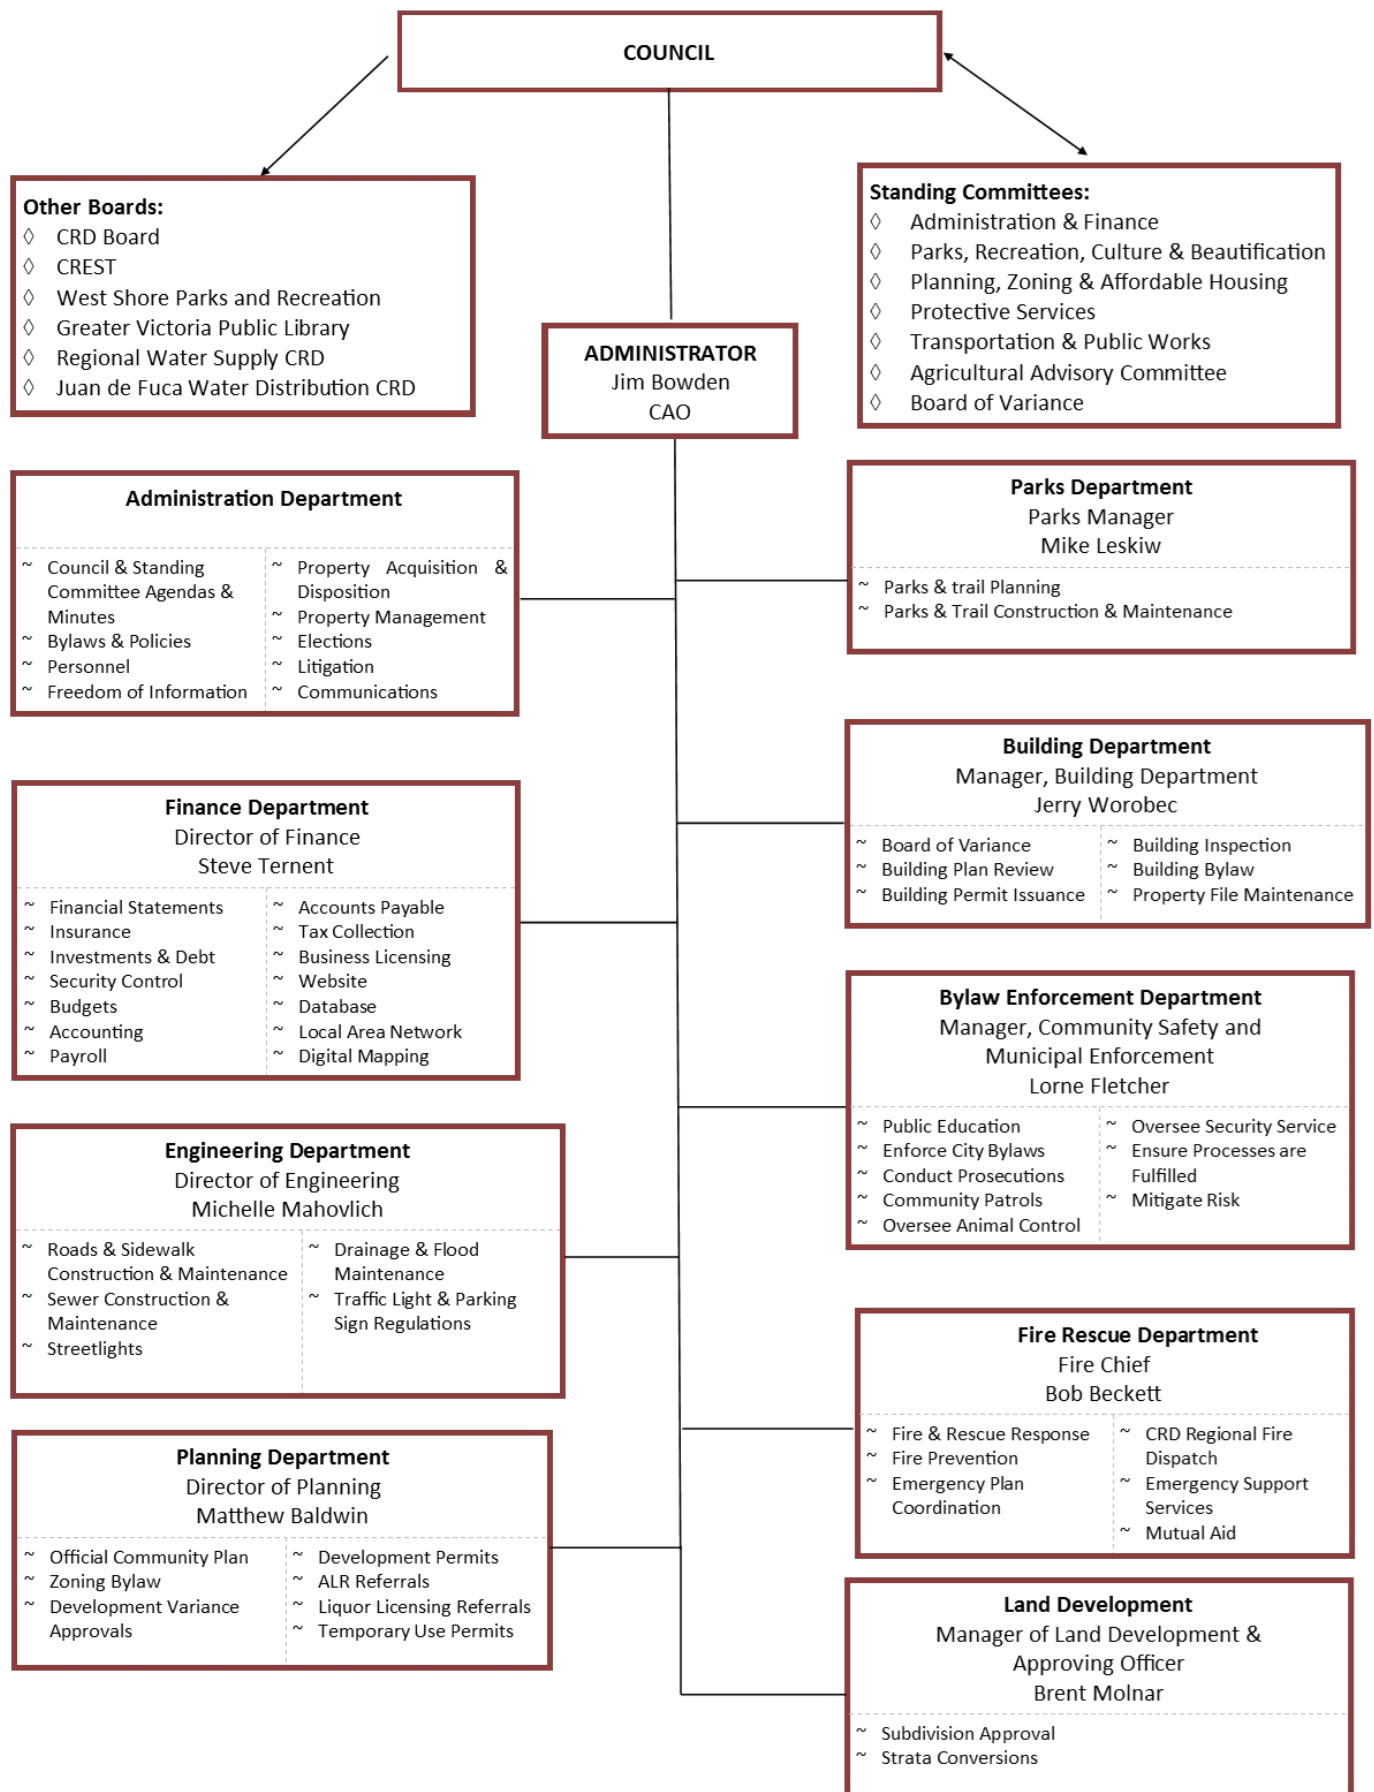 COUNCIL
Other Boards:
◊ CRD Board
◊ CREST
◊ West Shore Parks and Recreation
◊ Greater Victoria Public Library
◊ Regional Water Supply CRD
◊ Juan de Fuca Water Distribution CRD
Standing Committees:
◊ Administration & Finance
◊ Parks, Recreation, Culture & Beautification
◊ Planning, Zoning & Affordable Housing
◊ Protective Services
◊ Transportation & Public Works
◊ Agricultural Advisory Committee
◊ Board of Variance
ADMINISTRATOR
Jim Bowden
CAO
Administration Department
~ Council & Standing
Committee Agendas &
Minutes
~ Bylaws & Policies
~ Personnel
~ Freedom of Information
~ Property Acquisition &
Disposition
~ Property Management
~ Elections
~ Litigation
~ Communications
Parks Department
Parks Manager
Mike Leskiw
~ Parks & trail Planning
~ Parks & Trail Construction & Maintenance
Building Department
Manager, Building Department
Jerry Worobec
~ Board of Variance
~ Building Plan Review
~ Building Permit Issuance
~ Building Inspection
~ Building Bylaw
~ Property File Maintenance
Finance Department
Director of Finance
Steve Ternent
~ Financial Statements
~ Insurance
~ Investments & Debt
~ Security Control
~ Budgets
~ Accounting
~ Payroll
~ Accounts Payable
~ Tax Collection
~ Business Licensing
~ Website
~ Database
~ Local Area Network
~ Digital Mapping
Bylaw Enforcement Department
Manager, Community Safety and
Municipal Enforcement
Lorne Fletcher
~ Public Education
~ Enforce City Bylaws
~ Conduct Prosecutions
~ Community Patrols
~ Oversee Animal Control
~ Oversee Security Service
~ Ensure Processes are
Fulfilled
~ Mitigate Risk
Engineering Department
Director of Engineering
Michelle Mahovlich
~ Roads & Sidewalk
Construction & Maintenance
~ Sewer Construction &
Maintenance
~ Streetlights
~ Drainage & Flood
Maintenance
~ Traffic Light & Parking
Sign Regulations
Fire Rescue Department
Fire Chief
Bob Beckett
~ Fire & Rescue Response
~ Fire Prevention
~ Emergency Plan
Coordination
~ CRD Regional Fire
Dispatch
~ Emergency Support
Services
~ Mutual Aid
Planning Department
Director of Planning
Matthew Baldwin
~ Official Community Plan
~ Zoning Bylaw
~ Development Variance
Approvals
~ Development Permits
~ ALR Referrals
~ Liquor Licensing Referrals
~ Temporary Use Permits
Land Development
Manager of Land Development &
Approving Officer
Brent Molnar
~ Subdivision Approval
~ Strata Conversions